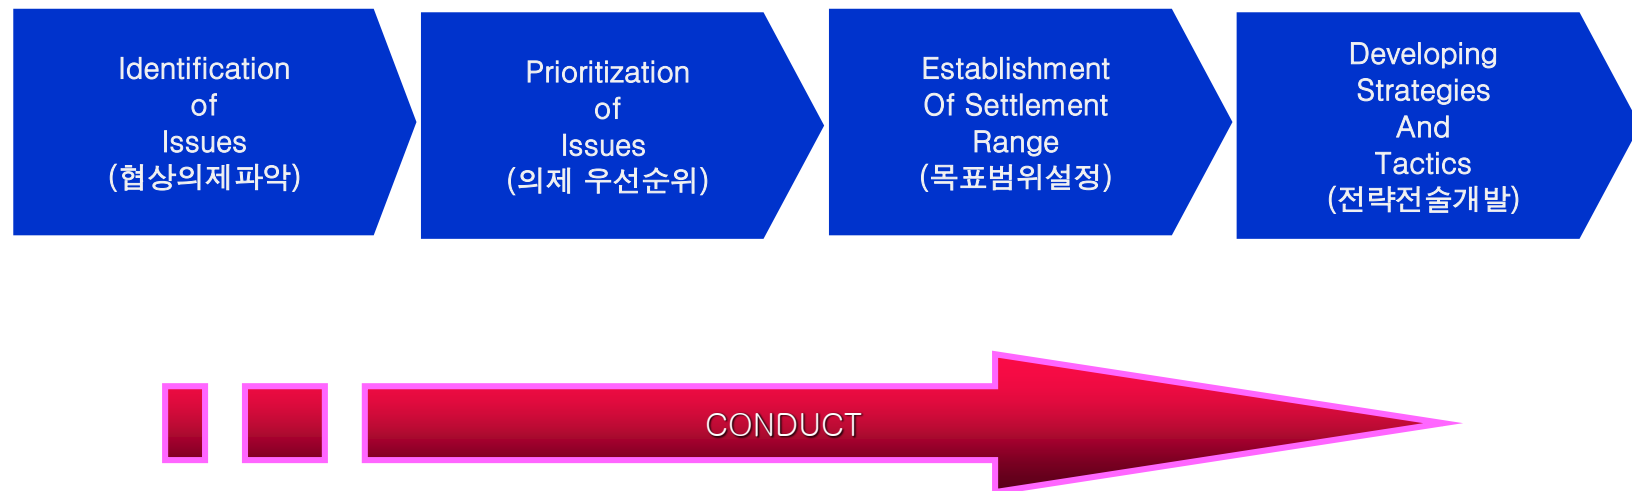 Identification
of
Issues
(협상의제파악)
Prioritization
of
Issues
(의제 우선순위)
Establishment
Of Settlement
Range
(목표범위설정)
Developing
Strategies
And
Tactics
(전략전술개발)
CONDUCT